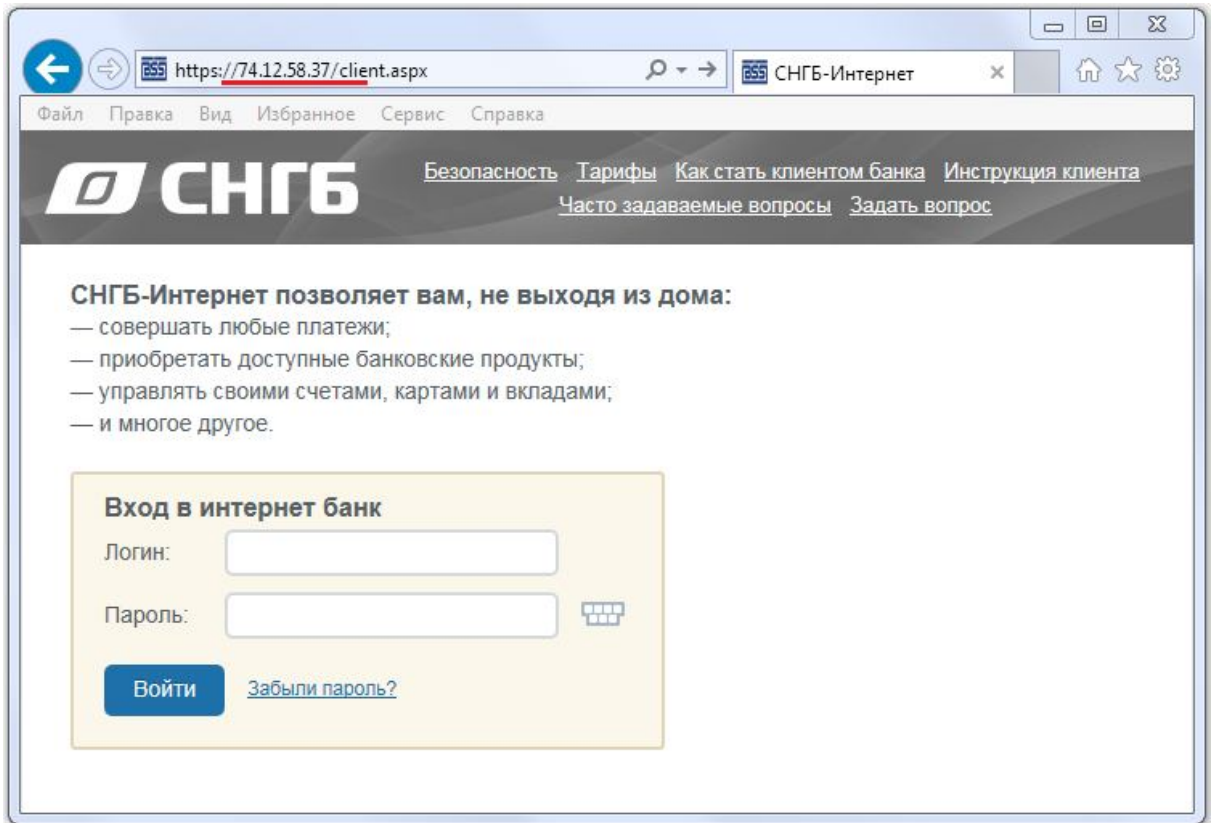 https://74.12.58.37/client.aspx
BSS СНГБ-Интернет
Файл Правка Вид Избранное Сервис Справка
СНГБ
Безопасность Тарифы Как стать клиентом банка Инструкция клиента
Часто задаваемые вопросы Задать вопрос
СНГБ-Интернет позволяет вам, не выходя из дома:
— совершать любые платежи;
— приобретать доступные банковские продукты;
— управлять своими счетами, картами и вкладами;
— и многое другое.
Вход в интернет банк
Логин:
Пароль:
Войти Забыли пароль?